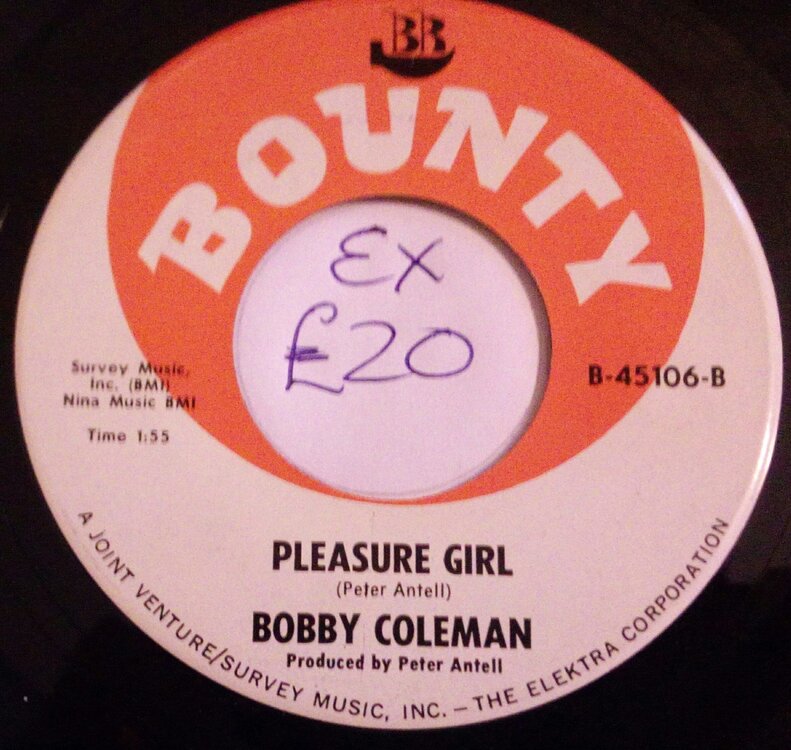 BB
BOUNTY
EX
£20
Survey Music,
Inc. (BMI)
Nina Music BMI
Time 1:55
B-45106-B
PLEASURE GIRL
(Peter Antell)
BOBBY COLEMAN
Produced by Peter Antell
A JOINT VENTURE/SURVEY MUSIC, INC. – THE ELEKTRA CORPORATION